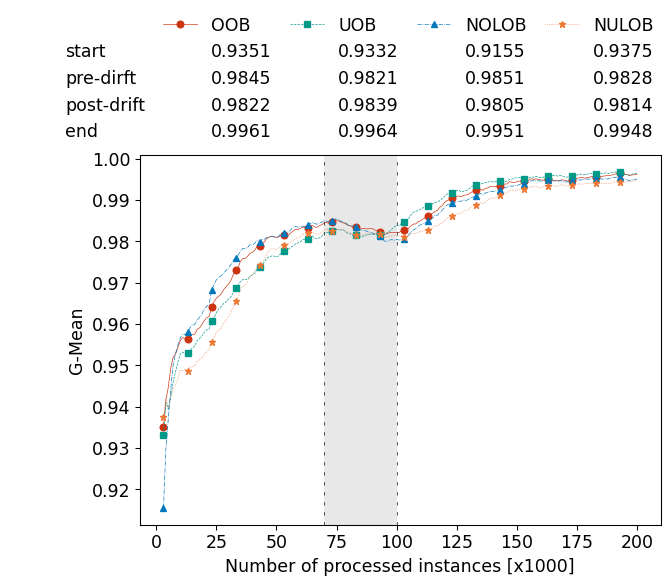 OOB UOB NOLOB NULOB
start 0.9351 0.9332 0.9155 0.9375
pre-dirft 0.9845 0.9821 0.9851 0.9828
post-drift 0.9822 0.9839 0.9805 0.9814
end 0.9961 0.9964 0.9951 0.9948
1.00
0.99
0.98
0.97
0.96
0.95
0.94
0.93
0.92
G-Mean
0 25 50 75 100 125 150 175 200
Number of processed instances [x1000]